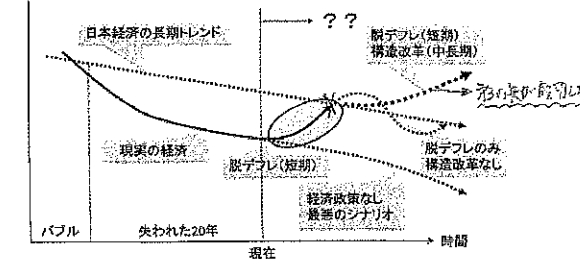 → ??
日本経済の長期トレンド
脱デフレ(短期)
構造改革(中長期)
現実の経済
脱デフレ(短期)
脱デフレのみ
構造改革なし
経済政策なし
最悪のシナリオ
バブル
失われた20年
時間
現在